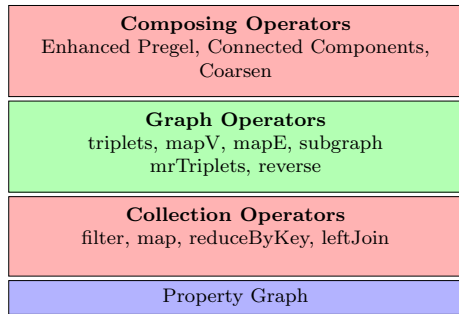 Composing Operators
Enhanced Pregel, Connected Components,
Coarsen
Graph Operators
triplets, mapV, mapE, subgraph
mrTriplets, reverse
Collection Operators
filter, map, reduceByKey, leftJoin
Property Graph